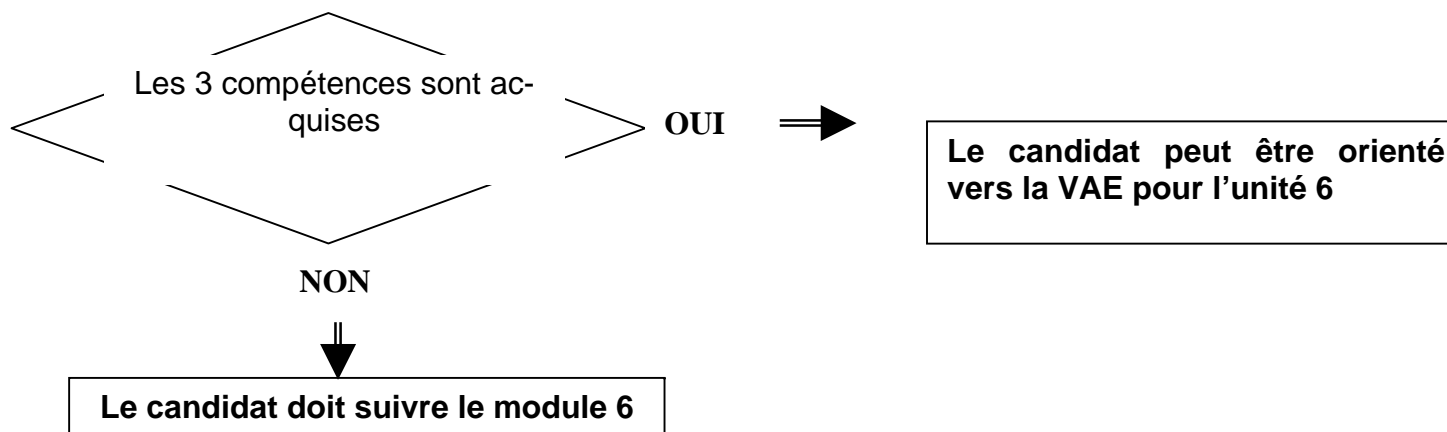 Les 3 compétences sont ac-
quises
OUI
Le candidat peut être orienté
vers la VAE pour l’unité 6
NON
Le candidat doit suivre le module 6